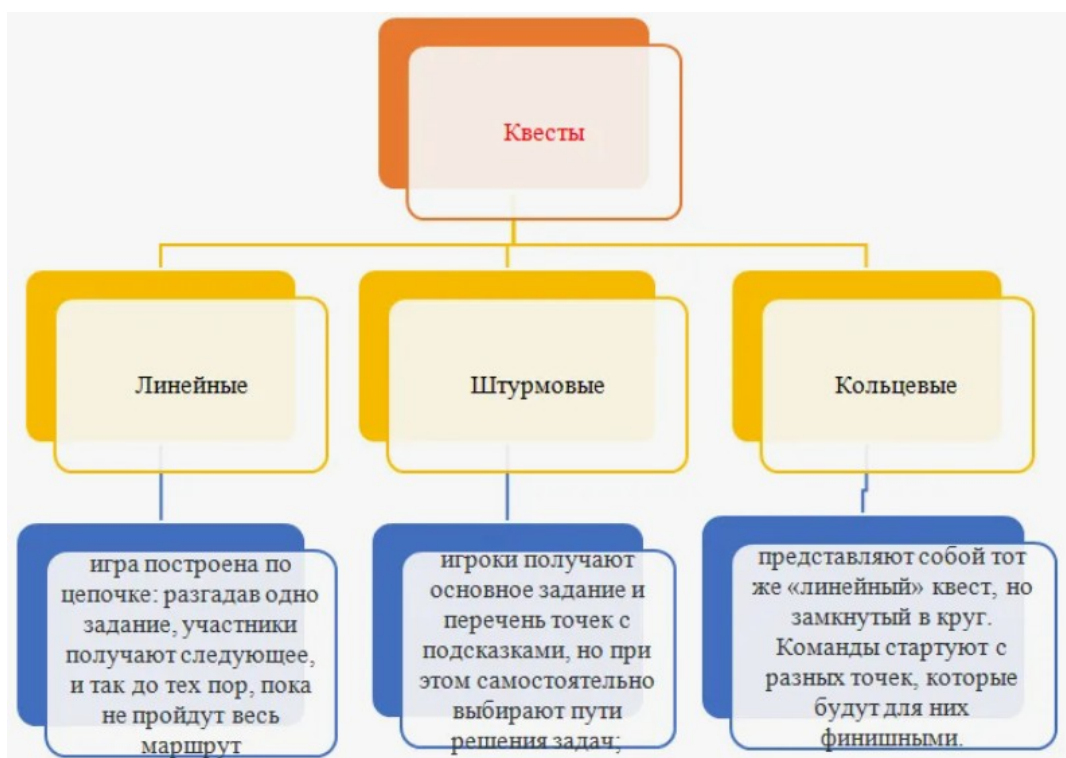 Квесты
Линейные
Штурмовые
Кольцевые
игра построена по
цепочке: разгадав одно
задание, участники
получают следующее,
и так до тех пор, пока
не пройдут весь
маршрут
игроки получают
основное задание и
перечень точек с
подсказками, но при
этом самостоятельно
выбирают пути
решения задач;
представляют собой тот
же «линейный» квест, но
замкнутый в круг.
Команды стартуют с
разных точек, которые
будут для них
финишными.